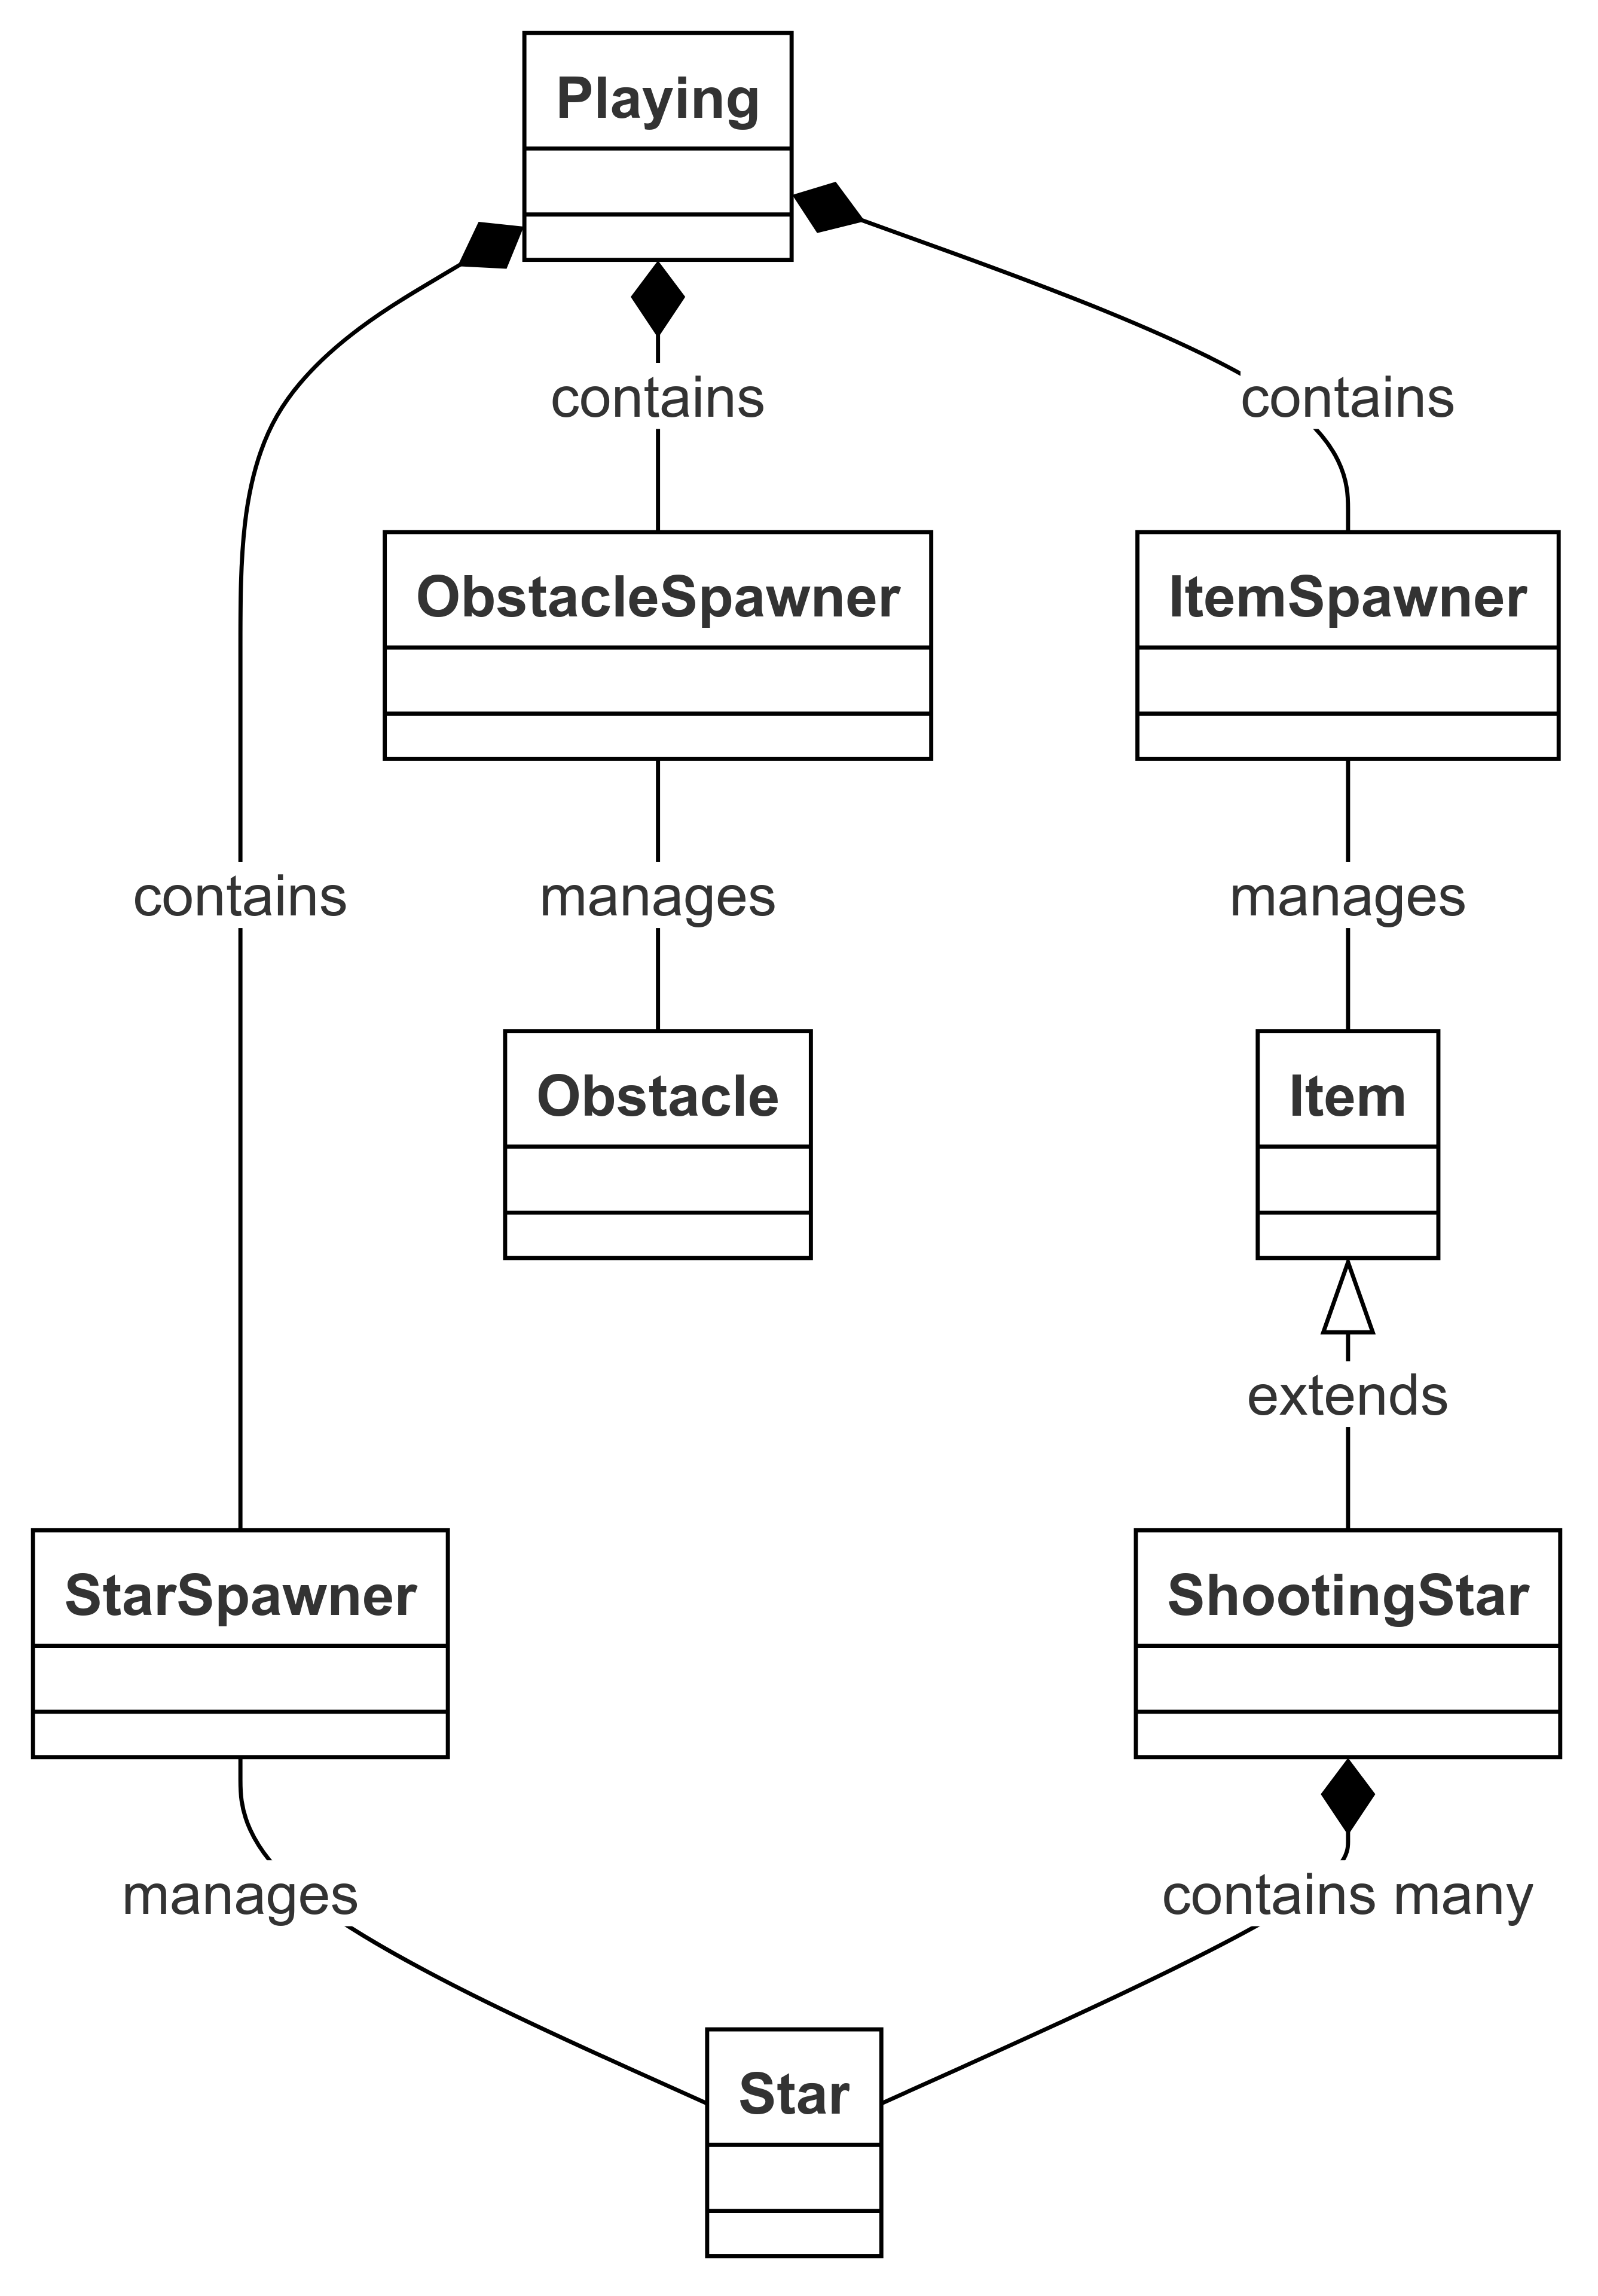 Playing
contains
contains
ObstacleSpawner
ItemSpawner
contains
manages
manages
Obstacle
Item
extends
StarSpawner
ShootingStar
manages
contains many
Star